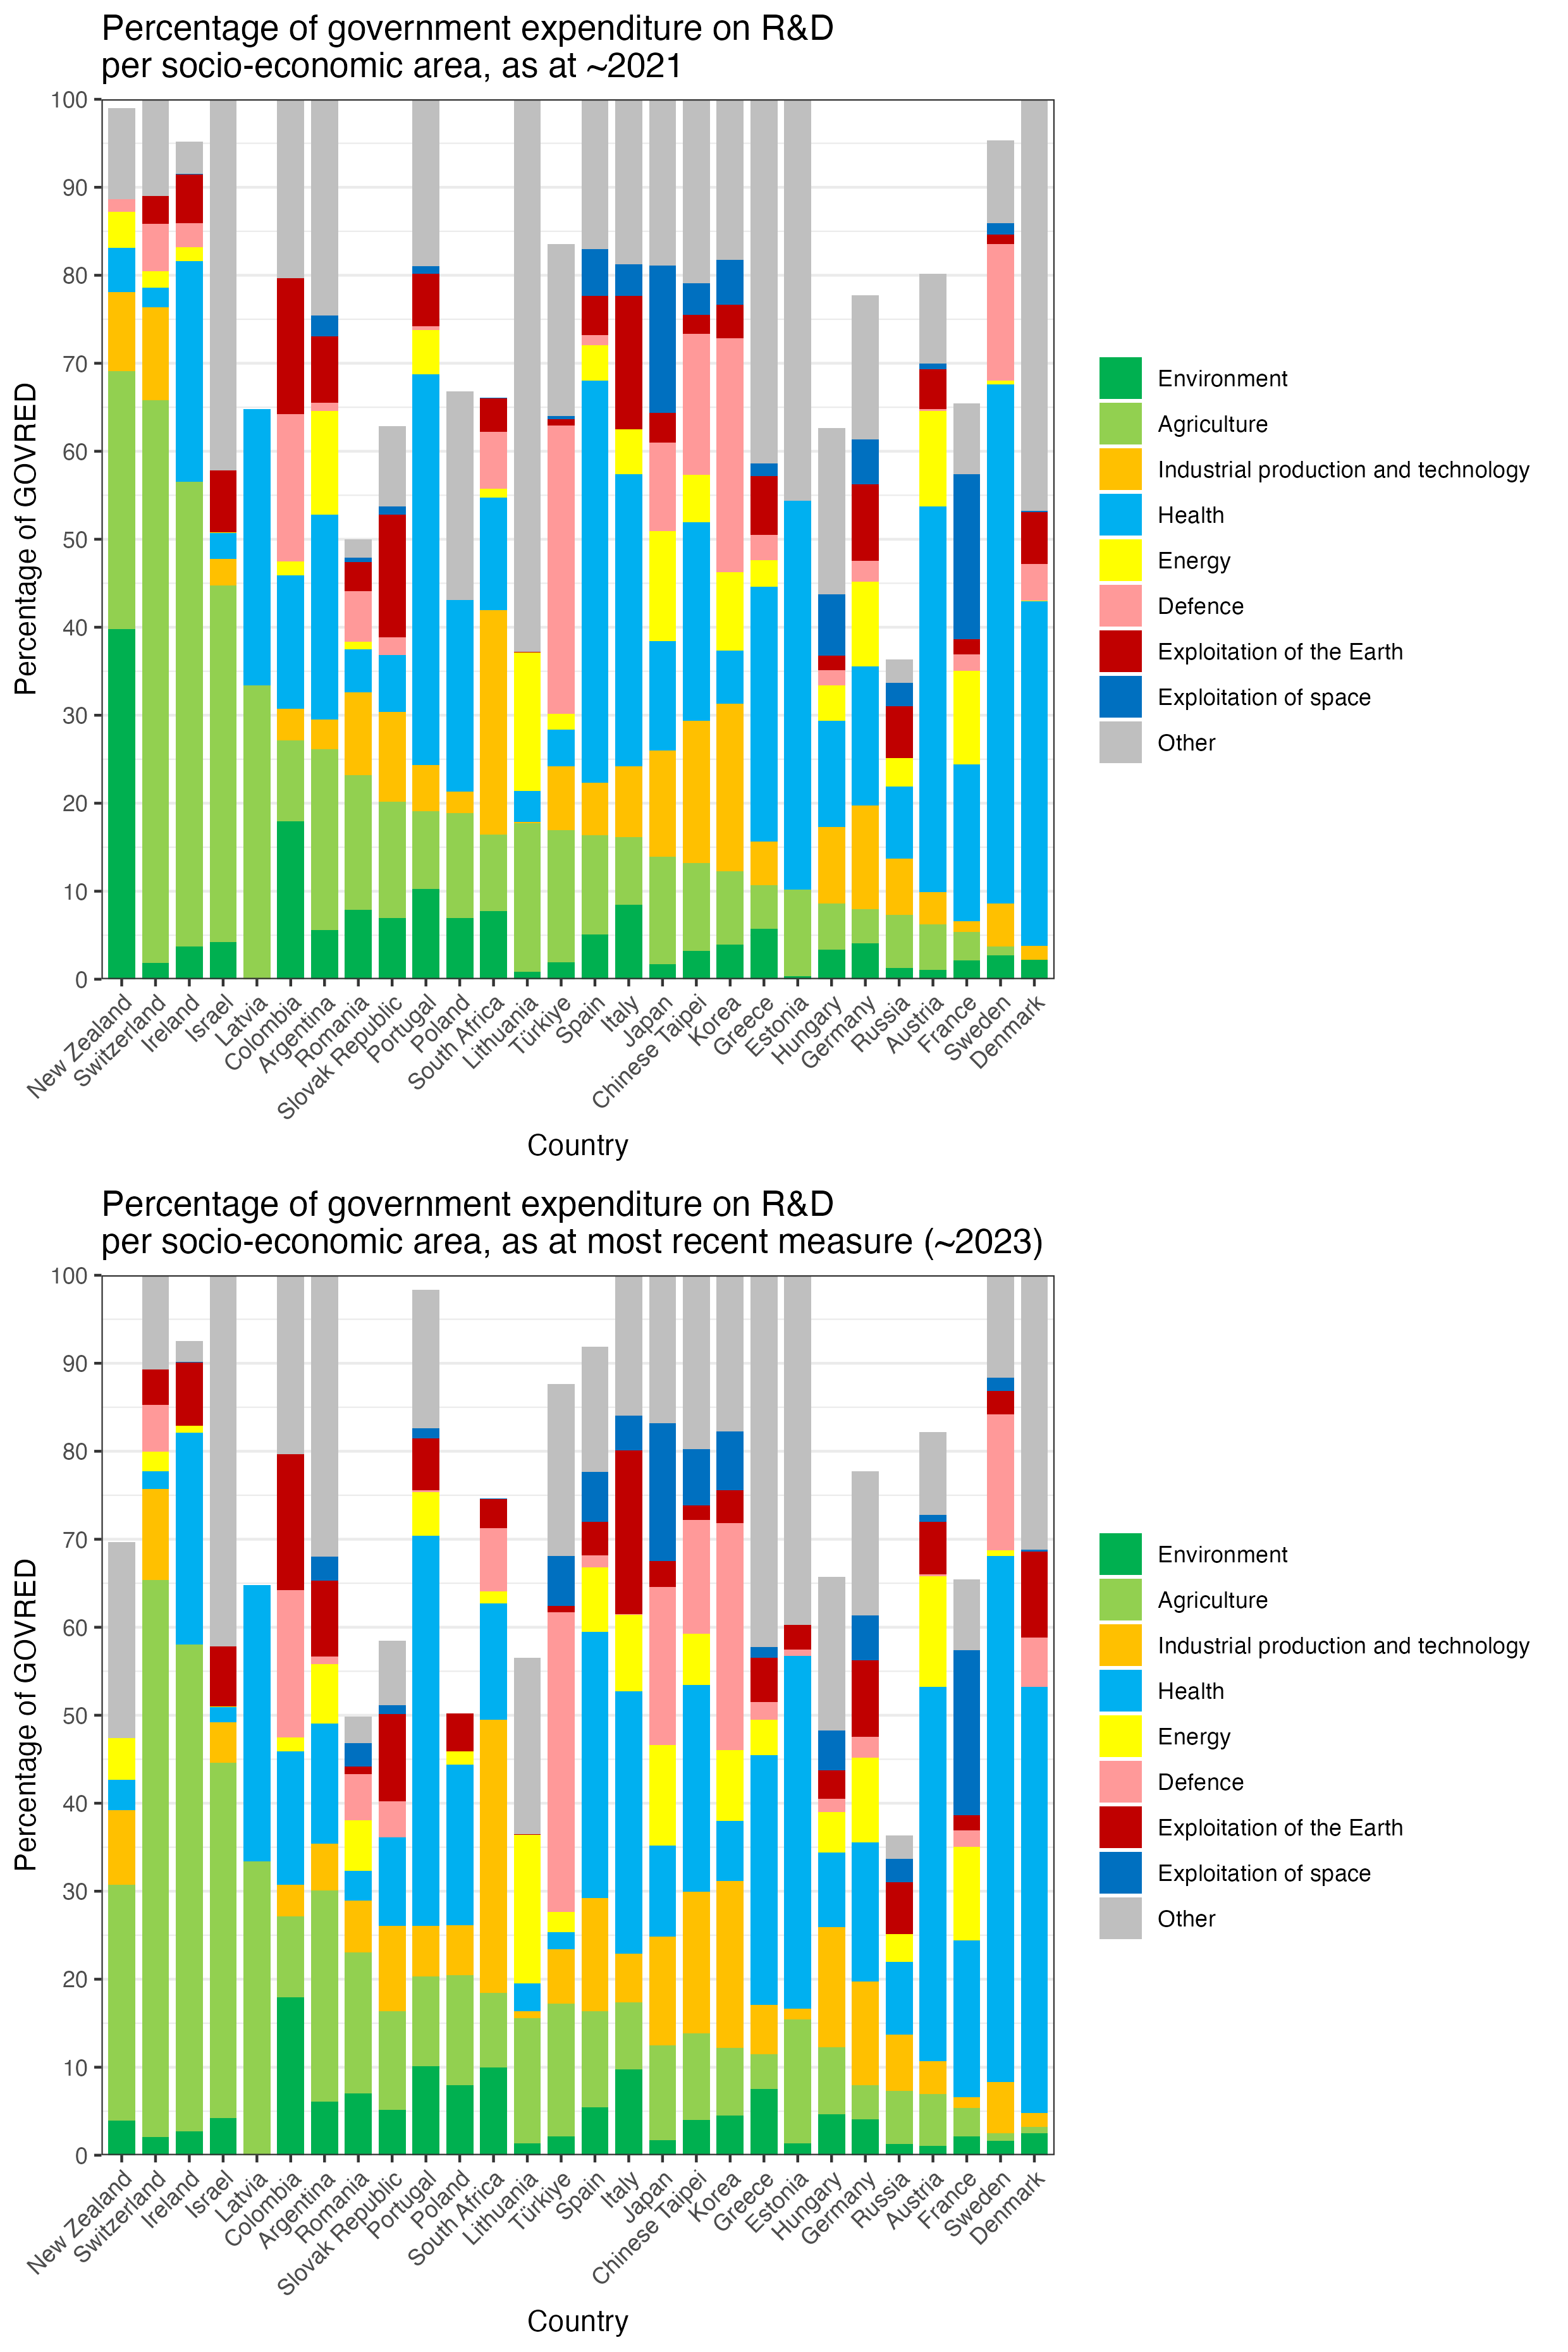 Percentage of government expenditure on R&D
per socio-economic area, as at ~2021
Percentage of GOVRED
100
90
80
70
60
50
40
30
20
10
0
New Zealand
Switzerland
Ireland
Israel
Latvia
Colombia
Argentina
Romania
Slovak Republic
Portugal
Poland
South Africa
Lithuania
Türkiye
Spain
Italy
Japan
Chinese Taipei
Korea
Greece
Estonia
Hungary
Germany
Russia
Austria
France
Sweden
Denmark
Country
Environment
Agriculture
Industrial production and technology
Health
Energy
Defence
Exploitation of the Earth
Exploitation of space
Other
Percentage of government expenditure on R&D
per socio-economic area, as at most recent measure (~2023)
Percentage of GOVRED
100
90
80
70
60
50
40
30
20
10
0
New Zealand
Switzerland
Ireland
Israel
Latvia
Colombia
Argentina
Romania
Slovak Republic
Portugal
Poland
South Africa
Lithuania
Türkiye
Spain
Italy
Japan
Chinese Taipei
Korea
Greece
Estonia
Hungary
Germany
Russia
Austria
France
Sweden
Denmark
Country
Environment
Agriculture
Industrial production and technology
Health
Energy
Defence
Exploitation of the Earth
Exploitation of space
Other